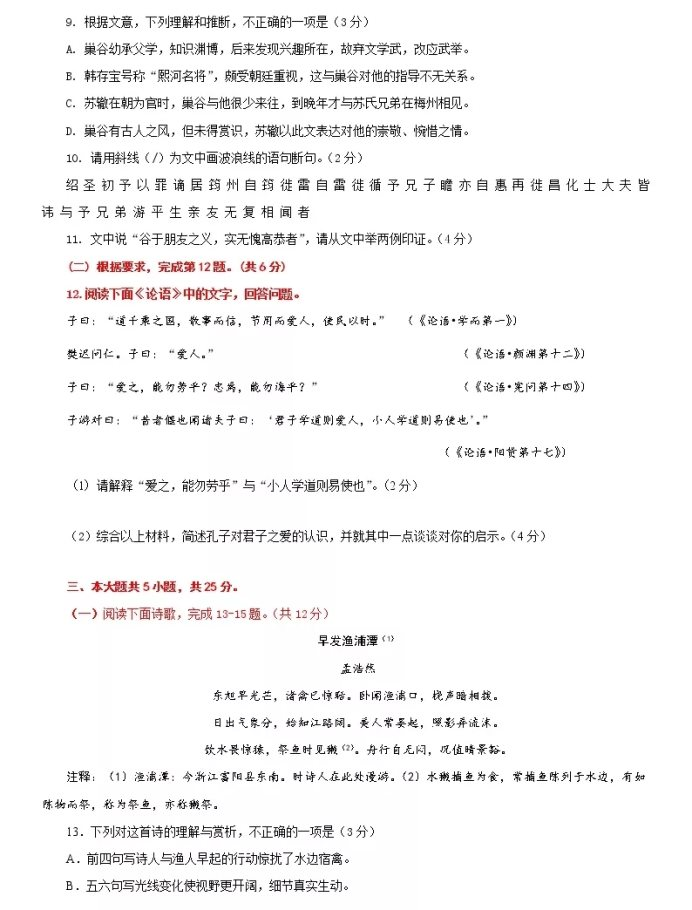 9. 根据文意，下列理解和推断，不正确的一项是（3分）
A. 巢谷幼承父学，知识渊博，后来发现兴趣所在，故弃文学武，改应武举。
B. 韩存宝号称“熙河名将”，颇受朝廷重视，这与巢谷对他的指导不无关系。
C. 苏辙在朝为官时，巢谷与他很少来往，到晚年才与苏氏兄弟在梅州相见。
D. 巢谷有古人之风，但未得赏识，苏辙以此文表达对他的崇敬、惋惜之情。
10. 请用斜线（/）为文中画波浪线的语句断句。（2分）
绍圣初予以罪谪居筠州自筠徙雷自雷徙循予兄子瞻亦自惠再徙昌化士大夫皆
讳与予兄弟游平生亲友无复相闻者
11. 文中说“谷于朋友之义，实无愧高恭者”，请从文中举两例印证。（4分）
（二）根据要求，完成第12题。（共6分）
12.阅读下面《论语》中的文字，回答问题。
子曰：“道千乘之国，敬事而信，节用而爱人，使民以时。” （《论语•学而第一》）
樊迟问仁。子曰：“爱人。” （《论语•颜渊第十二》）
子曰：“爱之，能勿劳乎？忠焉，能勿诲乎？” （《论语•宪问第十四》）
子游对曰：“昔者偃也闻诸夫子曰：‘君子学道则爱人，小人学道则易使也’。”
（《论语•阳货第十七》）
（1）请解释“爱之，能勿劳乎”与“小人学道则易使也”。（2分）
（2）综合以上材料，简述孔子对君子之爱的认识，并就其中一点谈谈对你的启示。（4分）
三、本大题共5小题，共25分。
（一）阅读下面诗歌，完成13-15题。（共12分）
早发渔浦潭（1）
孟浩然
东旭早光芒，渚禽已惊聒。卧闻渔浦口，桡声暗相拨。
日出气象分，始知江路阔。美人常晏起，照影弄流沫。
饮水畏惊猿，祭鱼时见獭（2）。舟行自无闷，况值晴景豁。
注释：（1）渔浦潭：今浙江富阳县东南。时诗人在此处漫游。（2）水獭捕鱼为食，常捕鱼陈列于水边，有如
陈物而祭，称为祭鱼，亦称獭祭。
13．下列对这首诗的理解与赏析，不正确的一项是（3分）
A．前四句写诗人与渔人早起的行动惊扰了水边宿禽。
B．五六句写光线变化使视野更开阔，细节真实生动。